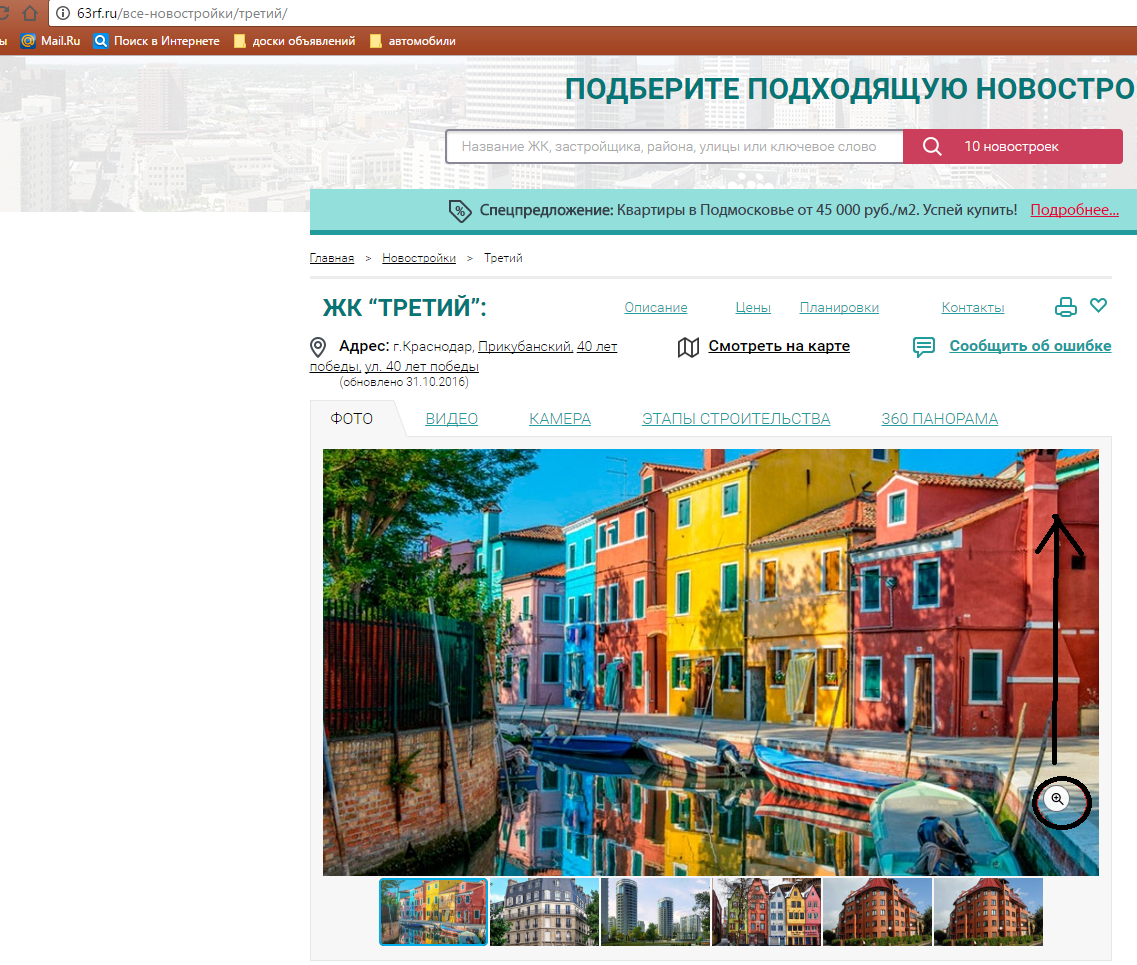 63rf.ru/все-новостройки/третий/
ы Mail.Ru Поиск в Интернете доски объявлений автомобили
ПОДБЕРИТЕ ПОДХОДЯЩУЮ НОВОСТРО
Название ЖК, застройщика, района, улицы или ключевое слово 10 новостроек
Спецпредложение: Квартиры в Подмосковье от 45 000 руб./м2. Успей купить! Подробнее...
Главная > Новостройки > Третий
ЖК “ТРЕТИЙ”: Описание Цены Планировки Контакты
Адрес: г.Краснодар, Прикубанский, 40 лет
победы, ул. 40 лет победы
(обновлено 31.10.2016)
Смотреть на карте Сообщить об ошибке
ФОТО ВИДЕО КАМЕРА ЭТАПЫ СТРОИТЕЛЬСТВА 360 ПАНОРАМА